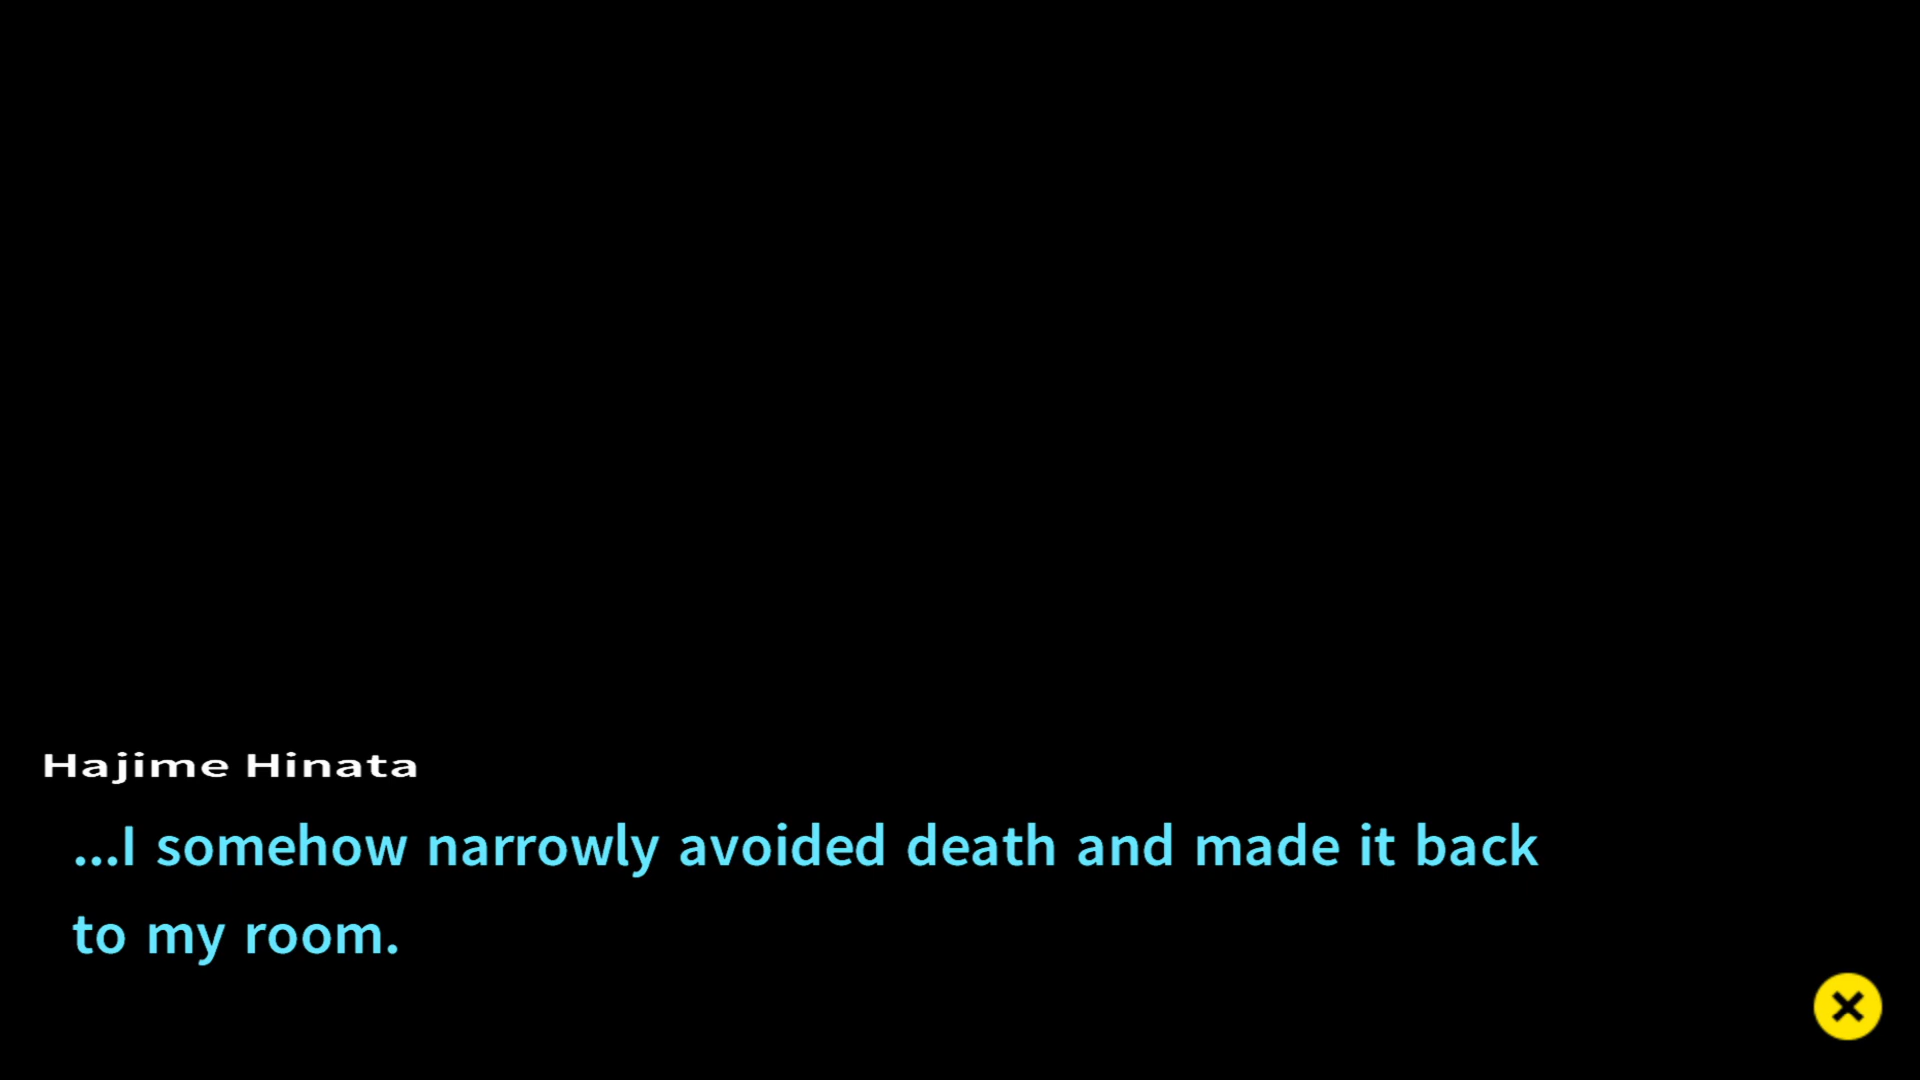 Hajime Hinata
...I somehow narrowly avoided death and made it back
to my room.